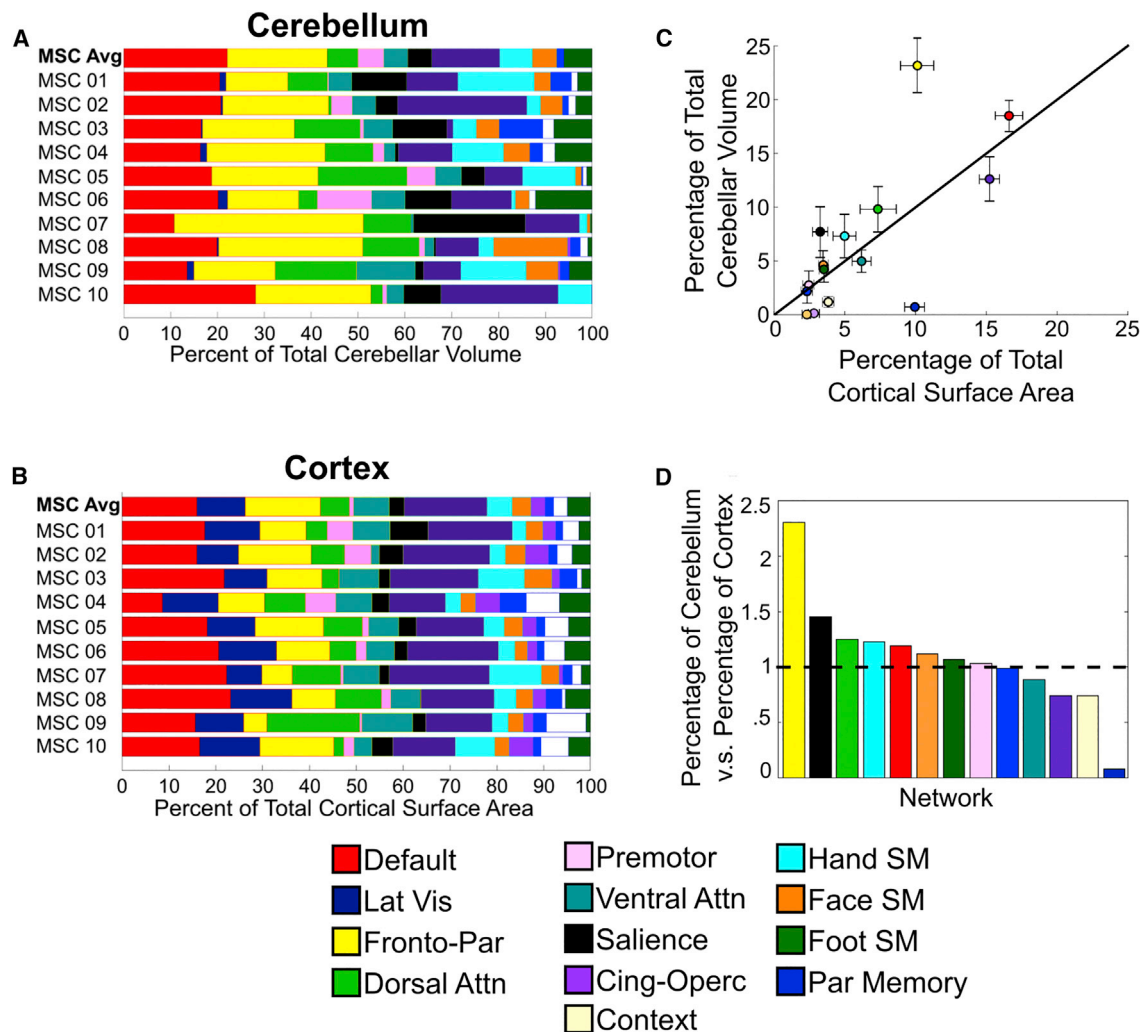 A
Cerebellum
MSC Avg
MSC 01
MSC 02
MSC 03
MSC 04
MSC 05
MSC 06
MSC 07
MSC 08
MSC 09
MSC 10
0 10 20 30 40 50 60 70 80 90 100
Percent of Total Cerebellar Volume
B
Cortex
MSC Avg
MSC 01
MSC 02
MSC 03
MSC 04
MSC 05
MSC 06
MSC 07
MSC 08
MSC 09
MSC 10
0 10 20 30 40 50 60 70 80 90 100
Percent of Total Cortical Surface Area
C
Percentage of Total
Cerebellar Volume
25
20
15
10
5
0
0 5 10 15 20 25
Percentage of Total
Cortical Surface Area
D
Percentage of Cerebellum
v.s. Percentage of Cortex
2.5
2
1.5
1
.5
0
Network
Default
Lat Vis
Fronto-Par
Dorsal Attn
Premotor
Ventral Attn
Salience
Cing-Operc
Context
Hand SM
Face SM
Foot SM
Par Memory